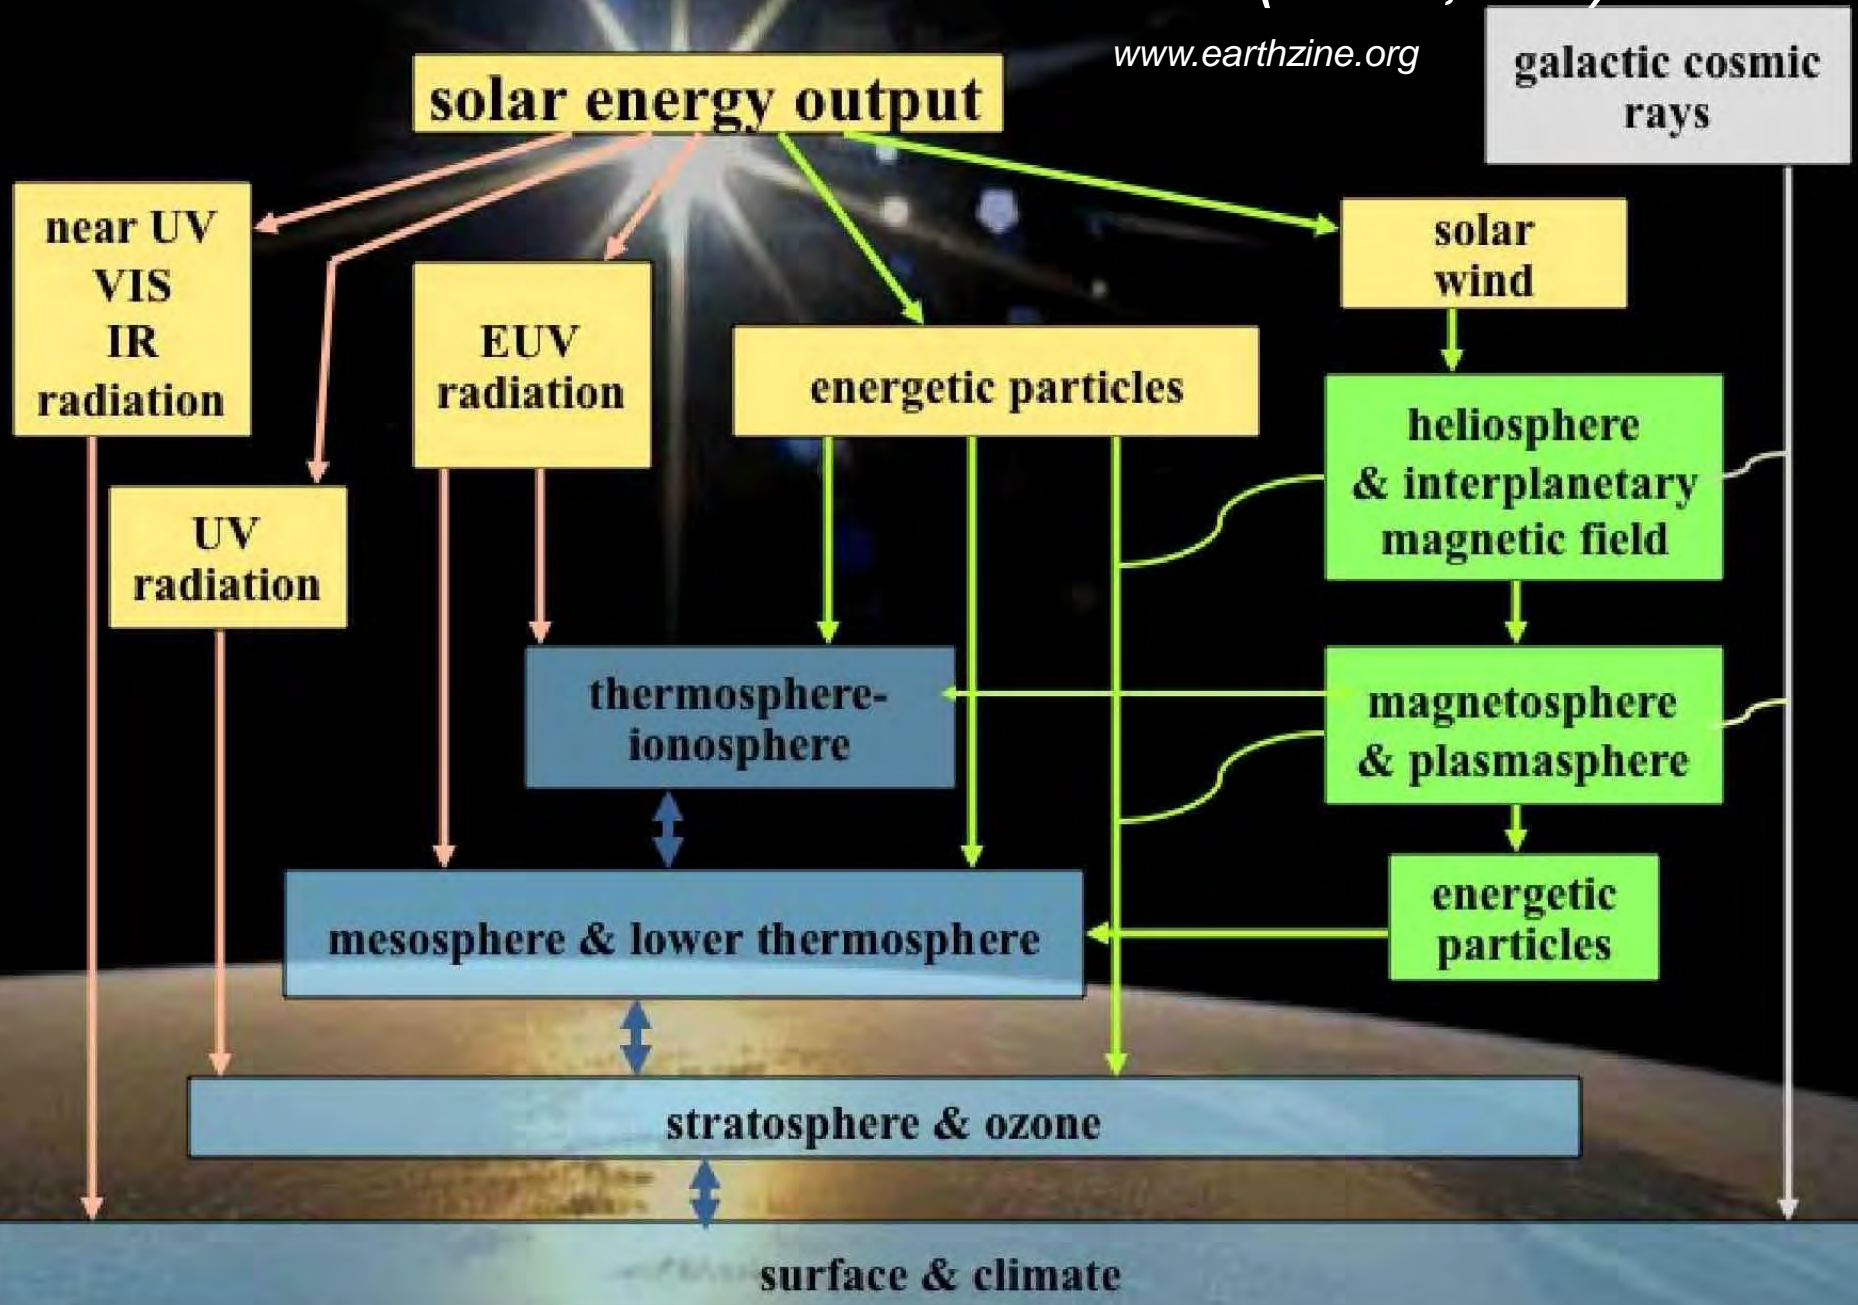 www.earthzine.org
solar energy output
galactic cosmic
rays
near UV
VIS
IR
radiation
solar
wind
EUV
radiation
energetic particles
heliosphere
& interplanetary
magnetic field
UV
radiation
thermosphere-
ionosphere
magnetosphere
& plasmasphere
mesosphere & lower thermosphere
energetic
particles
stratosphere & ozone
surface & climate